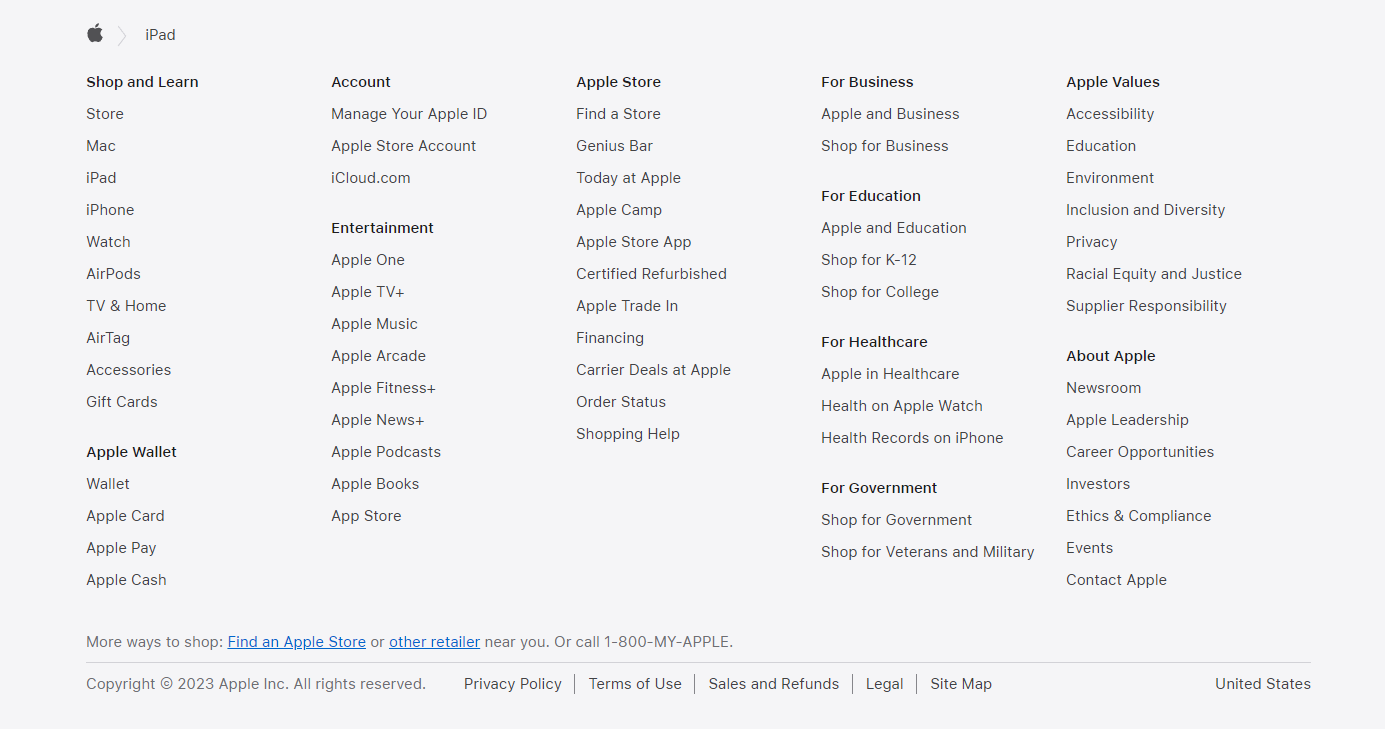 iPad
Shop and Learn
Store
Mac
iPad
iPhone
Watch
AirPods
TV & Home
AirTag
Accessories
Gift Cards
Apple Wallet
Wallet
Apple Card
Apple Pay
Apple Cash
Account
Manage Your Apple ID
Apple Store Account
iCloud.com
Entertainment
Apple One
Apple TV+
Apple Music
Apple Arcade
Apple Fitness+
Apple News+
Apple Podcasts
Apple Books
App Store
Apple Store
Find a Store
Genius Bar
Today at Apple
Apple Camp
Apple Store App
Certified Refurbished
Apple Trade In
Financing
Carrier Deals at Apple
Order Status
Shopping Help
For Business
Apple and Business
Shop for Business
For Education
Apple and Education
Shop for K-12
Shop for College
For Healthcare
Apple in Healthcare
Health on Apple Watch
Health Records on iPhone
For Government
Shop for Government
Shop for Veterans and Military
Apple Values
Accessibility
Education
Environment
Inclusion and Diversity
Privacy
Racial Equity and Justice
Supplier Responsibility
About Apple
Newsroom
Apple Leadership
Career Opportunities
Investors
Ethics & Compliance
Events
Contact Apple
More ways to shop: Find an Apple Store or other retailer near you. Or call 1-800-MY-APPLE.
Copyright © 2023 Apple Inc. All rights reserved. Privacy Policy Terms of Use Sales and Refunds Legal Site Map United States